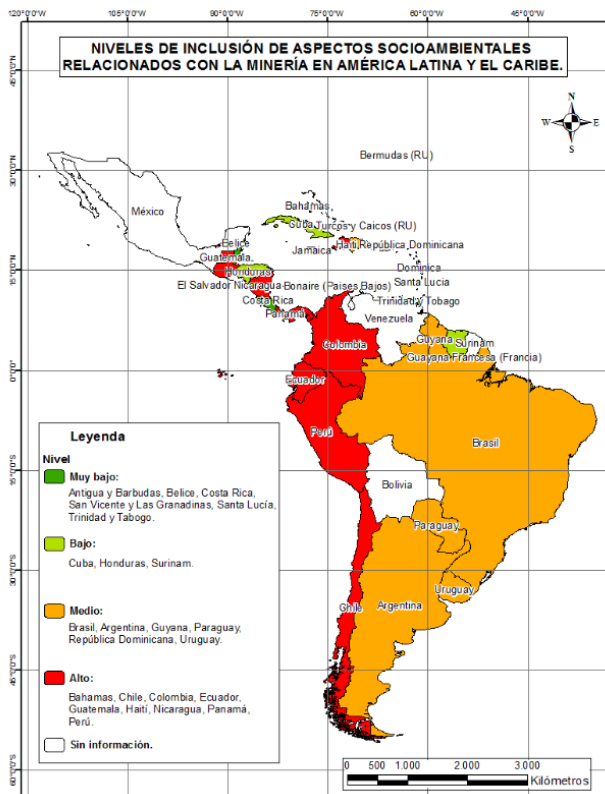 120°0'0"W 105°0'0"W 90°0'0"W 75°0'0"W 60°0'0"W 45°0'0"W
NIVELES DE INCLUSIÓN DE ASPECTOS SOCIOAMBIENTALES
RELACIONADOS CON LA MINERÍA EN AMÉRICA LATINA Y EL CARIBE.
45°0'0"N
N
W E
S
Bermudas (RU)
30°0'0"N
México
Bahamas
Cuba Turcos y Caicos (RU)
Belice Jamaica Haití República Dominicana
Guatemala
15°0'0"N
Honduras Dominica
El Salvador Nicaragua Bonaire (Paises Bajos) Santa Lucia
Costa Rica Trinidad y Tobago
Panamá Venezuela
Guyana Surinam
Colombia Guayana Francesa (Francia)
0°0'0"
Ecuador
Perú
Brasil
15°0'0"S
Bolivia
Paraguay
30°0'0"S
Uruguay
Chile Argentina
45°0'0"S
60°0'0"S
Leyenda
Nivel
Muy bajo:
Antigua y Barbudas, Belice, Costa Rica,
San Vicente y Las Granadinas, Santa Lucía,
Trinidad y Tabogo.
Bajo:
Cuba, Honduras, Surinam.
Medio:
Brasil, Argentina, Guyana, Paraguay,
República Dominicana, Uruguay.
Alto:
Bahamas, Chile, Colombia, Ecuador,
Guatemala, Haití, Nicaragua, Panamá,
Perú.
Sin información.
0 500 1.000 2.000 3.000
Kilómetros